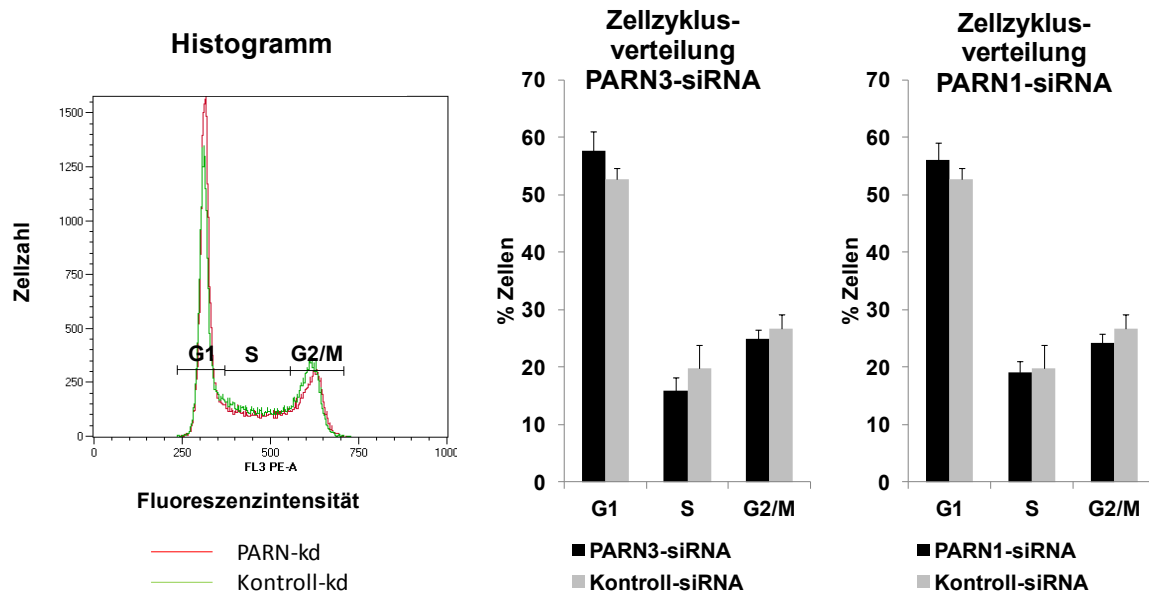 Histogramm
Zellzahl
1500
1250
1000
750
500
250
0
G1 S G2/M
0 250 500 750 1000
FL3 PE-A
Fluoreszenzintensität
PARN-kd
Kontroll-kd
Zellzyklus-
verteilung
PARN3-siRNA
% Zellen
70
60
50
40
30
20
10
0
G1 S G2/M
PARN3-siRNA
Kontroll-siRNA
Zellzyklus-
verteilung
PARN1-siRNA
% Zellen
70
60
50
40
30
20
10
0
G1 S G2/M
PARN1-siRNA
Kontroll-siRNA